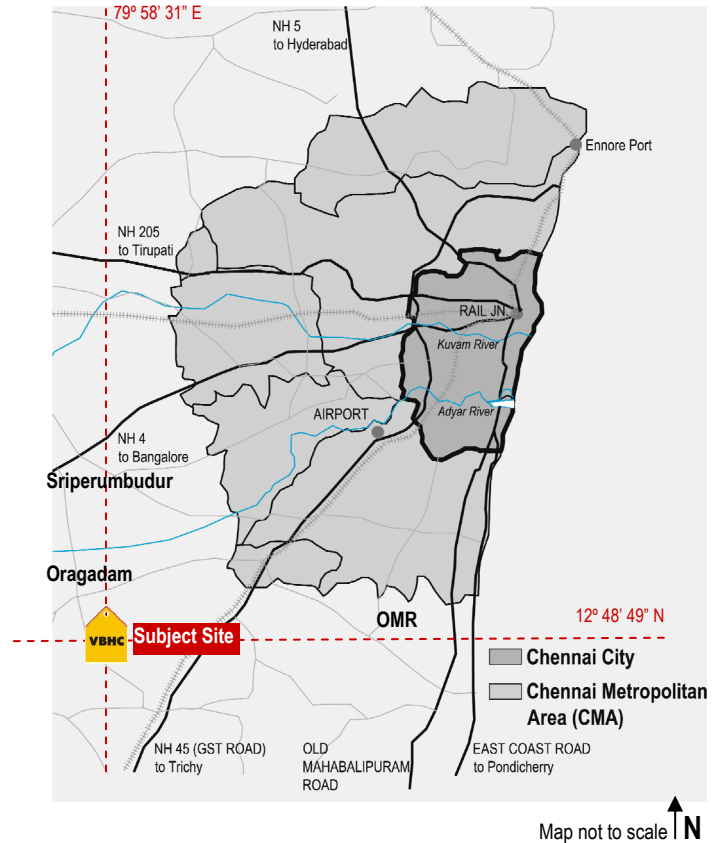 79º 58’ 31” E
NH 5
to Hyderabad
Ennore Port
NH 205
to Tirupati
RAIL JN.
Kuvam River
AIRPORT
Adyar River
NH 4
to Bangalore
Sriperumbudur
Oragadam
VBHC
Subject Site
OMR
12º 48’ 49” N
Chennai City
Chennai Metropolitan
Area (CMA)
NH 45 (GST ROAD)
to Trichy
OLD
MAHABALIPURAM
ROAD
EAST COAST ROAD
to Pondicherry
Map not to scale
N